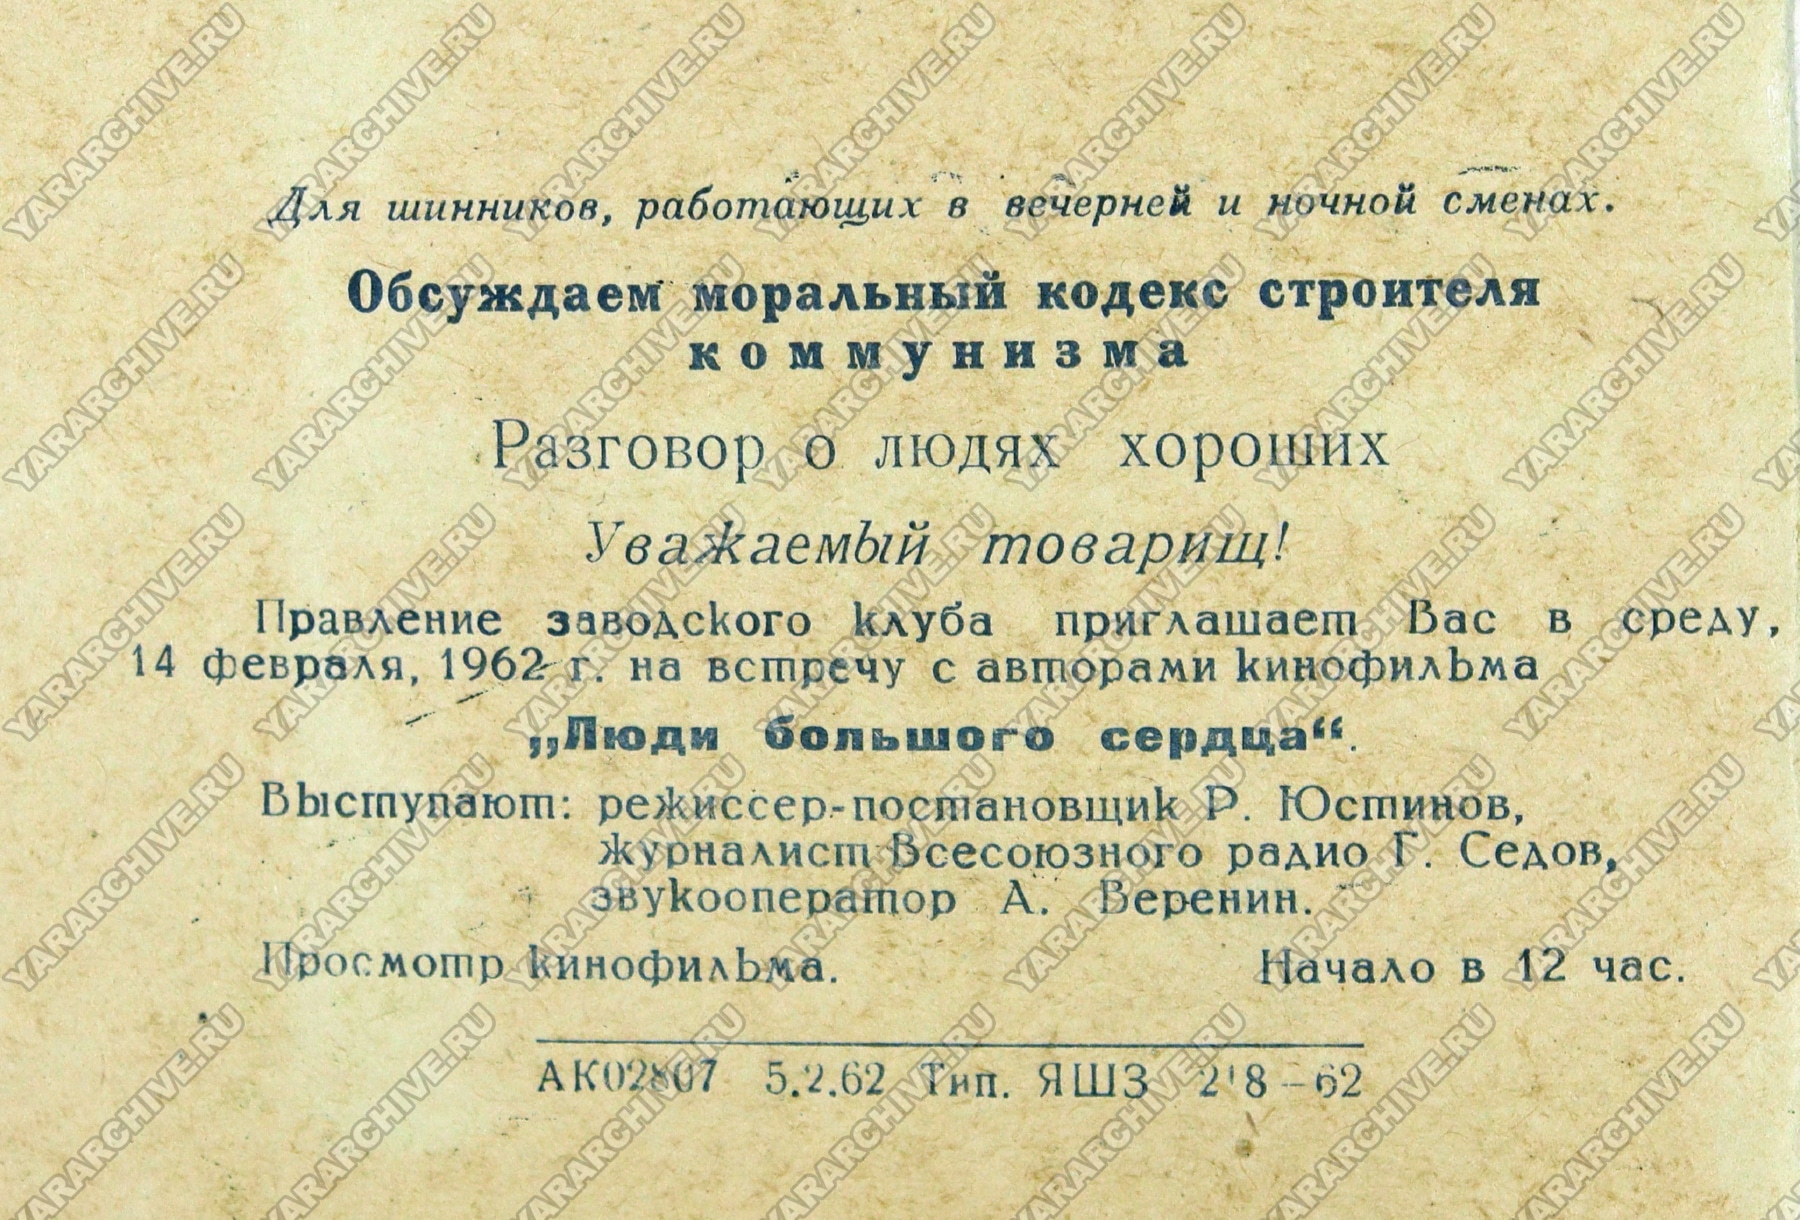 Для шинников, работающих в вечерней и ночной сменах.
Обсуждаем моральный кодекс строителя
коммунизма
Разговор о людях хороших
Уважаемый товарищ!
Правление заводского клуба приглашает Вас в среду,
14 февраля, 1962 г. на встречу с авторами кинофильма
„Люди большого сердца“.
Выступают: режиссер-постановщик Р. Юстинов,
журналист Всесоюзного радио Г. Седов,
звукооператор А. Веренин.
Просмотр кинофильма. Начало в 12 час.
АК02807 5.2.62 Тип. ЯШЗ
YARARCHIVE.RU